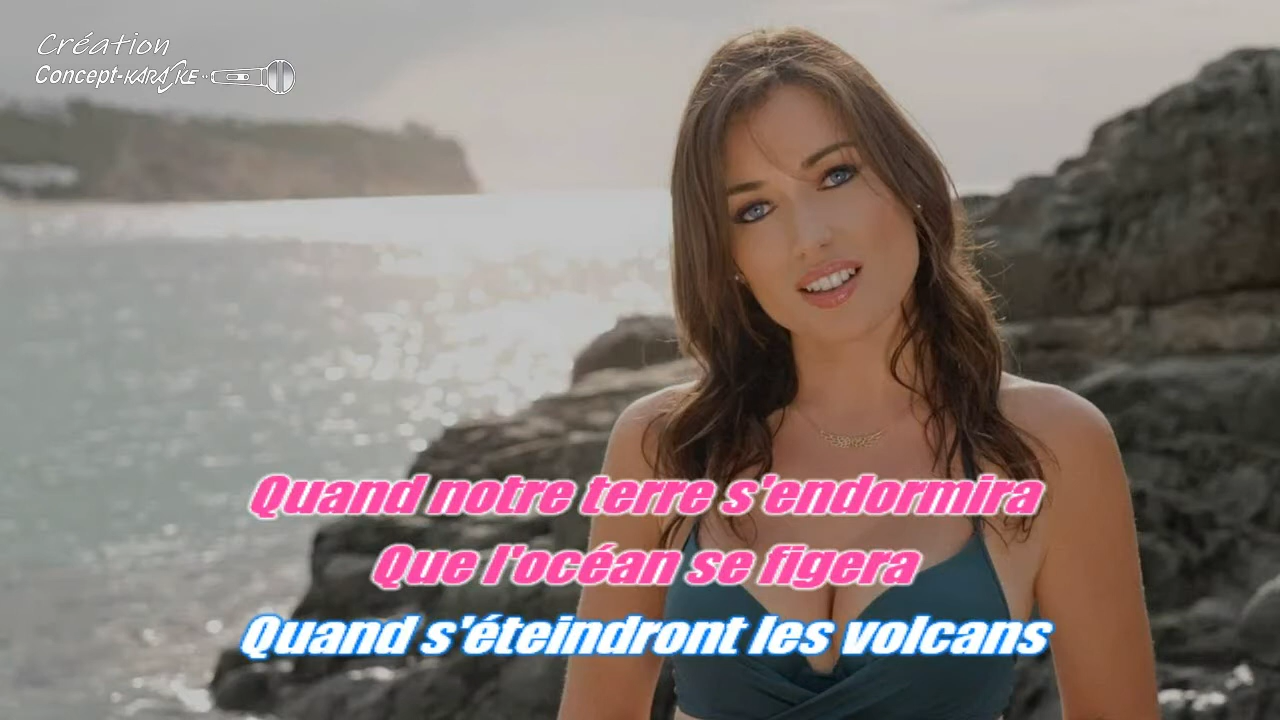 Création
Concept-KARAOKE
Quand notre terre s'endormira
Que l'océan se figera
Quand s'éteindront les volcans